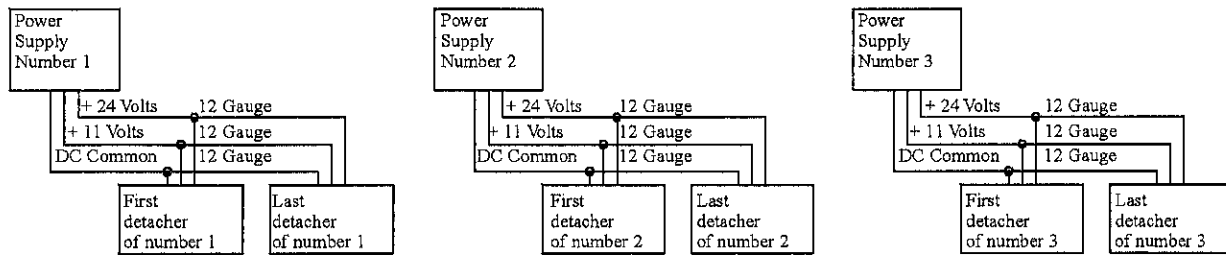 Power
Supply
Number 1
+ 24 Volts
12 Gauge
+ 11 Volts
12 Gauge
DC Common
12 Gauge
First
detacher
of number 1
Last
detacher
of number 1
Power
Supply
Number 2
+ 24 Volts
12 Gauge
+ 11 Volts
12 Gauge
DC Common
12 Gauge
First
detacher
of number 2
Last
detacher
of number 2
Power
Supply
Number 3
+ 24 Volts
12 Gauge
+ 11 Volts
12 Gauge
DC Common
12 Gauge
First
detacher
of number 3
Last
detacher
of number 3